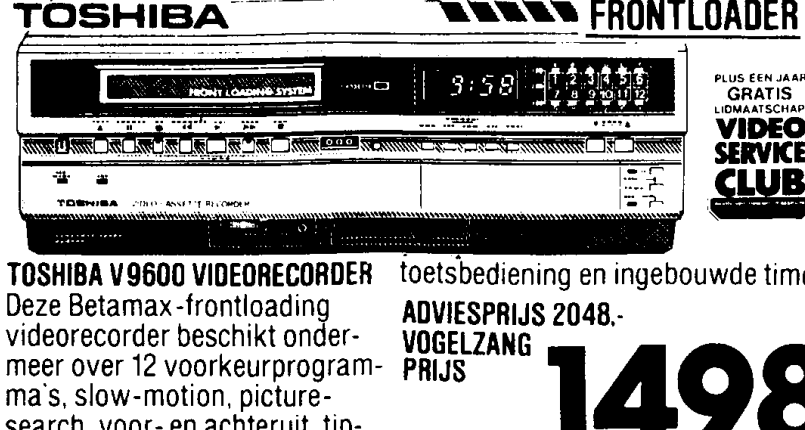 TOSHIBA
FRONTLOADER
FRONT LOADING SYSTEM
3:58
1 2 3 4 5 6
7 8 9 10 11 12
TOSHIBA VIDEO CASSETTE RECORDER
PLUS EEN JAAR
GRATIS
LIDMAATSCHAP
VIDEO
SERVICE
CLUB
TOSHIBA V9600 VIDEORECORDER
Deze Betamax-frontloading
videorecorder beschikt onder-
meer over 12 voorkeurprogram-
ma's, slow-motion, picture-
search, voor- en achteruit, tip-
toetsbediening en ingebouwde time
ADVIESPRIJS 2048.-
VOGELZANG
PRIJS
1498